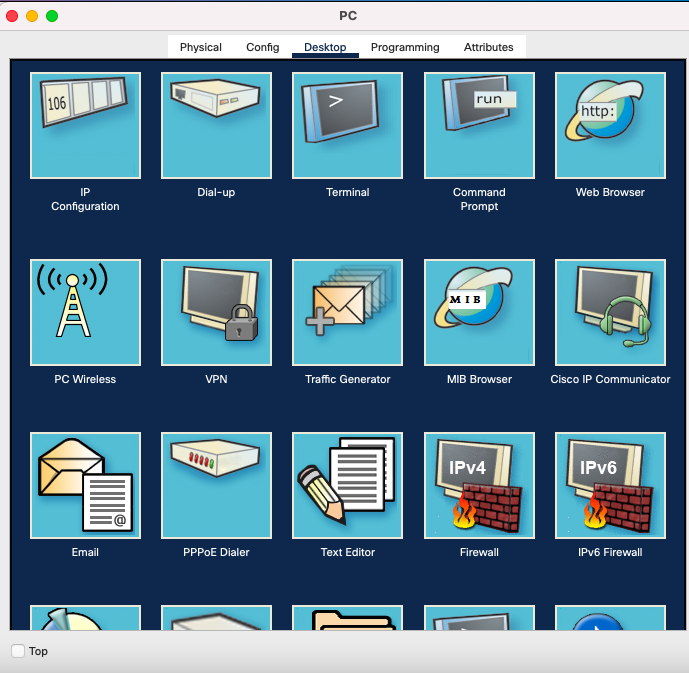 PC
Physical Config Desktop Programming Attributes
106
>
run
http:
IP
Configuration
Dial-up
Terminal
Command
Prompt
Web Browser
MIB
PC Wireless
VPN
Traffic Generator
MIB Browser
Cisco IP Communicator
@
IPv4
IPv6
Email
PPPoE Dialer
Text Editor
Firewall
IPv6 Firewall
Top